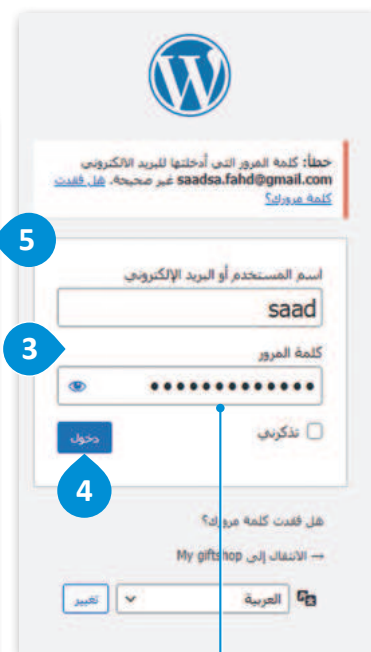 خطأ: كلمة المرور التي أدخلتها للبريد الالكتروني
saadsa.fahd@gmail.com غير صحيحة. هل فقدت
كلمة مرورك؟
5
اسم المستخدم أو البريد الإلكتروني
saad
3
كلمة المرور
تذكرني
دخول
4
هل فقدت كلمة مرورك؟
→ الانتقال إلى My giftshop
العربية
تغيير